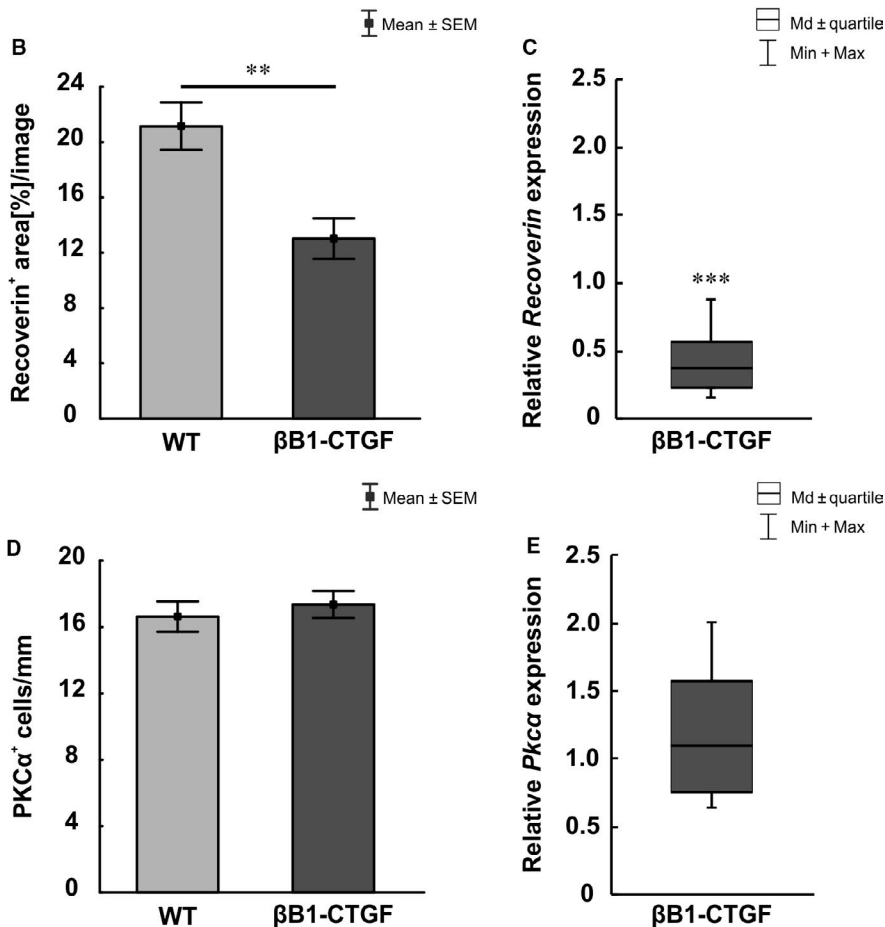 B
Mean ± SEM
Recoverin⁺ area[%]/image
24
20
16
12
8
4
0
**
WT
βB1-CTGF
C
Md ± quartile
Min + Max
Relative Recoverin expression
2.5
2.0
1.5
1.0
0.5
0
***
βB1-CTGF
D
Mean ± SEM
PKCα⁺ cells/mm
20
16
12
8
4
0
WT
βB1-CTGF
E
Md ± quartile
Min + Max
Relative Pkcα expression
2.5
2.0
1.5
1.0
0.5
0
βB1-CTGF